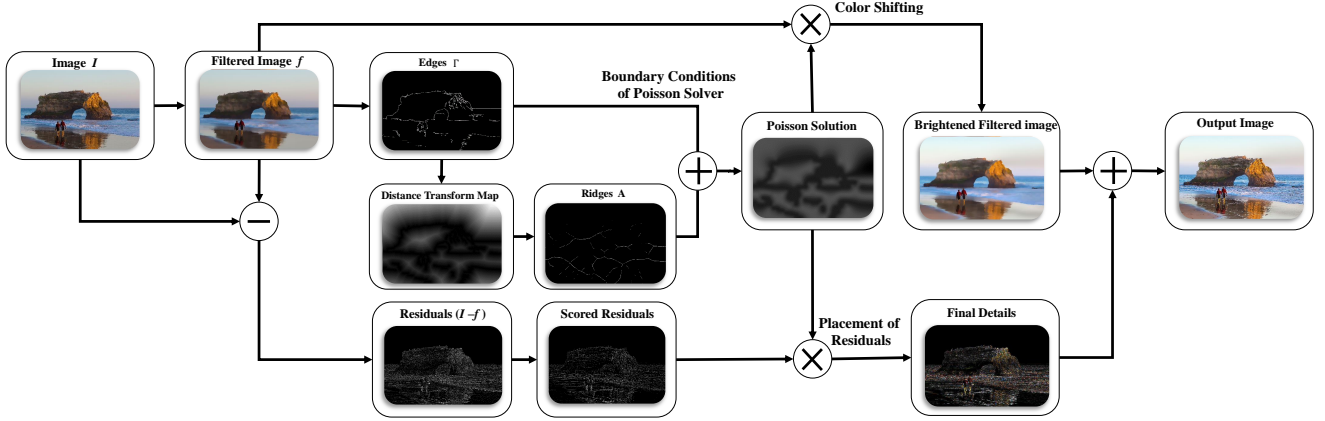 Color Shifting
Image I
Filtered Image f
Edges Γ
Boundary Conditions
of Poisson Solver
Poisson Solution
Brightened Filtered image
Output Image
Distance Transform Map
Ridges Λ
Residuals (I –f )
Scored Residuals
Placement of
Residuals
Final Details